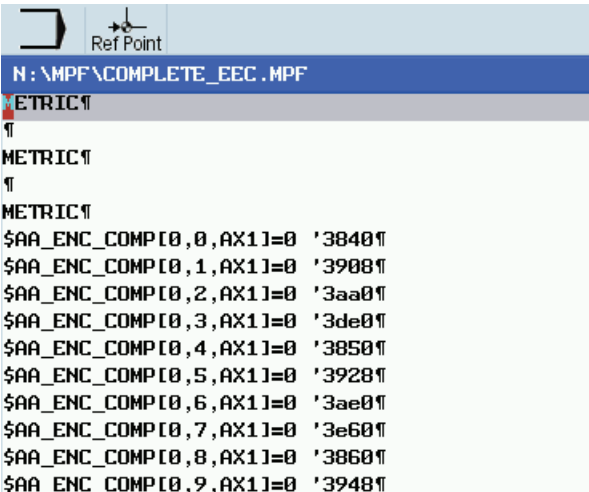 Ref Point
N:\MPF\COMPLETE_EEC.MPF
METRIC¶
¶
METRIC¶
¶
METRIC¶
$AA_ENC_COMP[0,0,AX1]=0 '3840¶
$AA_ENC_COMP[0,1,AX1]=0 '3908¶
$AA_ENC_COMP[0,2,AX1]=0 '3aa0¶
$AA_ENC_COMP[0,3,AX1]=0 '3de0¶
$AA_ENC_COMP[0,4,AX1]=0 '3850¶
$AA_ENC_COMP[0,5,AX1]=0 '3928¶
$AA_ENC_COMP[0,6,AX1]=0 '3ae0¶
$AA_ENC_COMP[0,7,AX1]=0 '3e60¶
$AA_ENC_COMP[0,8,AX1]=0 '3860¶
$AA_ENC_COMP[0,9,AX1]=0 '3948¶